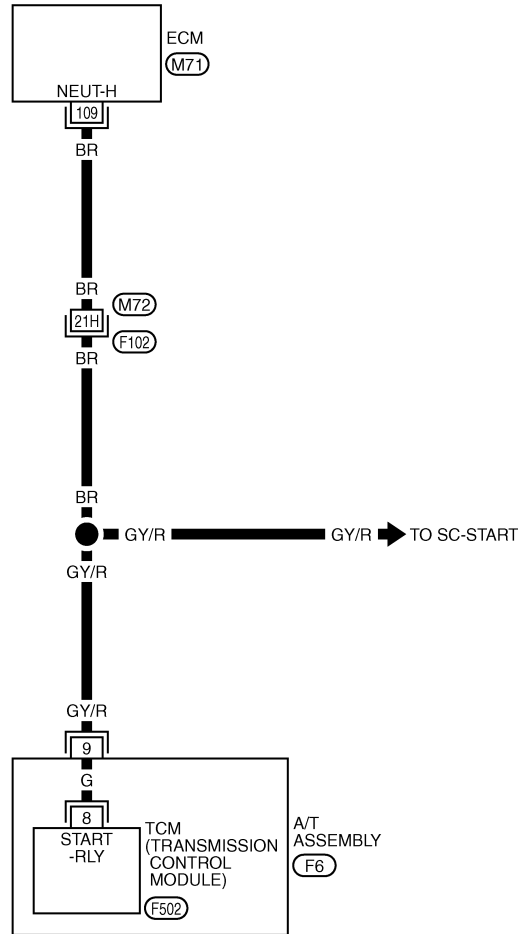 ECM
M71
NEUT-H
109
BR
BR
M72
21H
F102
BR
BR
GY/R
GY/R
TO SC-START
GY/R
GY/R
9
G
8
START
-RLY
TCM
(TRANSMISSION
CONTROL
MODULE)
F502
A/T
ASSEMBLY
F6